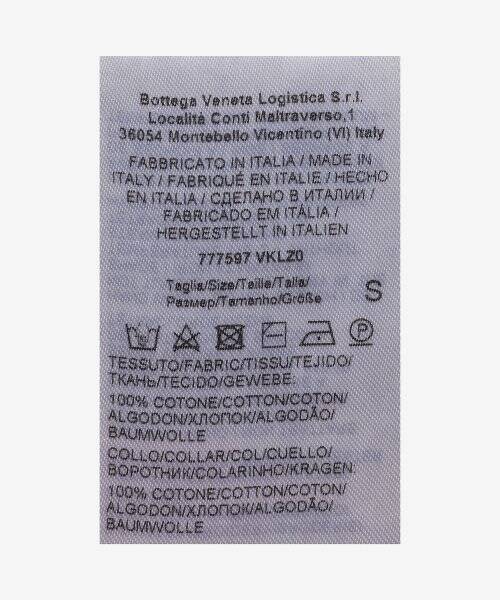 Bottega Veneta Logistica S.r.l.
Località Conti Maltraverso,1
36054 Montebello Vicentino (VI) Italy
FABBRICATO IN ITALIA / MADE IN
ITALY / FABRIQUÉ EN ITALIE / HECHO
EN ITALIA / СДЕЛАНО В ИТАЛИИ /
FABRICADO EM ITÁLIA /
HERGESTELLT IN ITALIEN
777597 VKLZ0
Taglia/Size/Taille/Talla/
Размер/Tamanho/Größe
S
P
TESSUTO/FABRIC/TISSU/TEJIDO/
ТКАНЬ/TECIDO/GEWEBE:
100% COTONE/COTTON/COTON/
ALGODON/ХЛОПОК/ALGODÃO/
BAUMWOLLE
COLLO/COLLAR/COL/CUELLO/
ВОРОТНИК/COLARINHO/KRAGEN:
100% COTONE/COTTON/COTON/
ALGODON/ХЛОПОК/ALGODÃO/
BAUMWOLLE